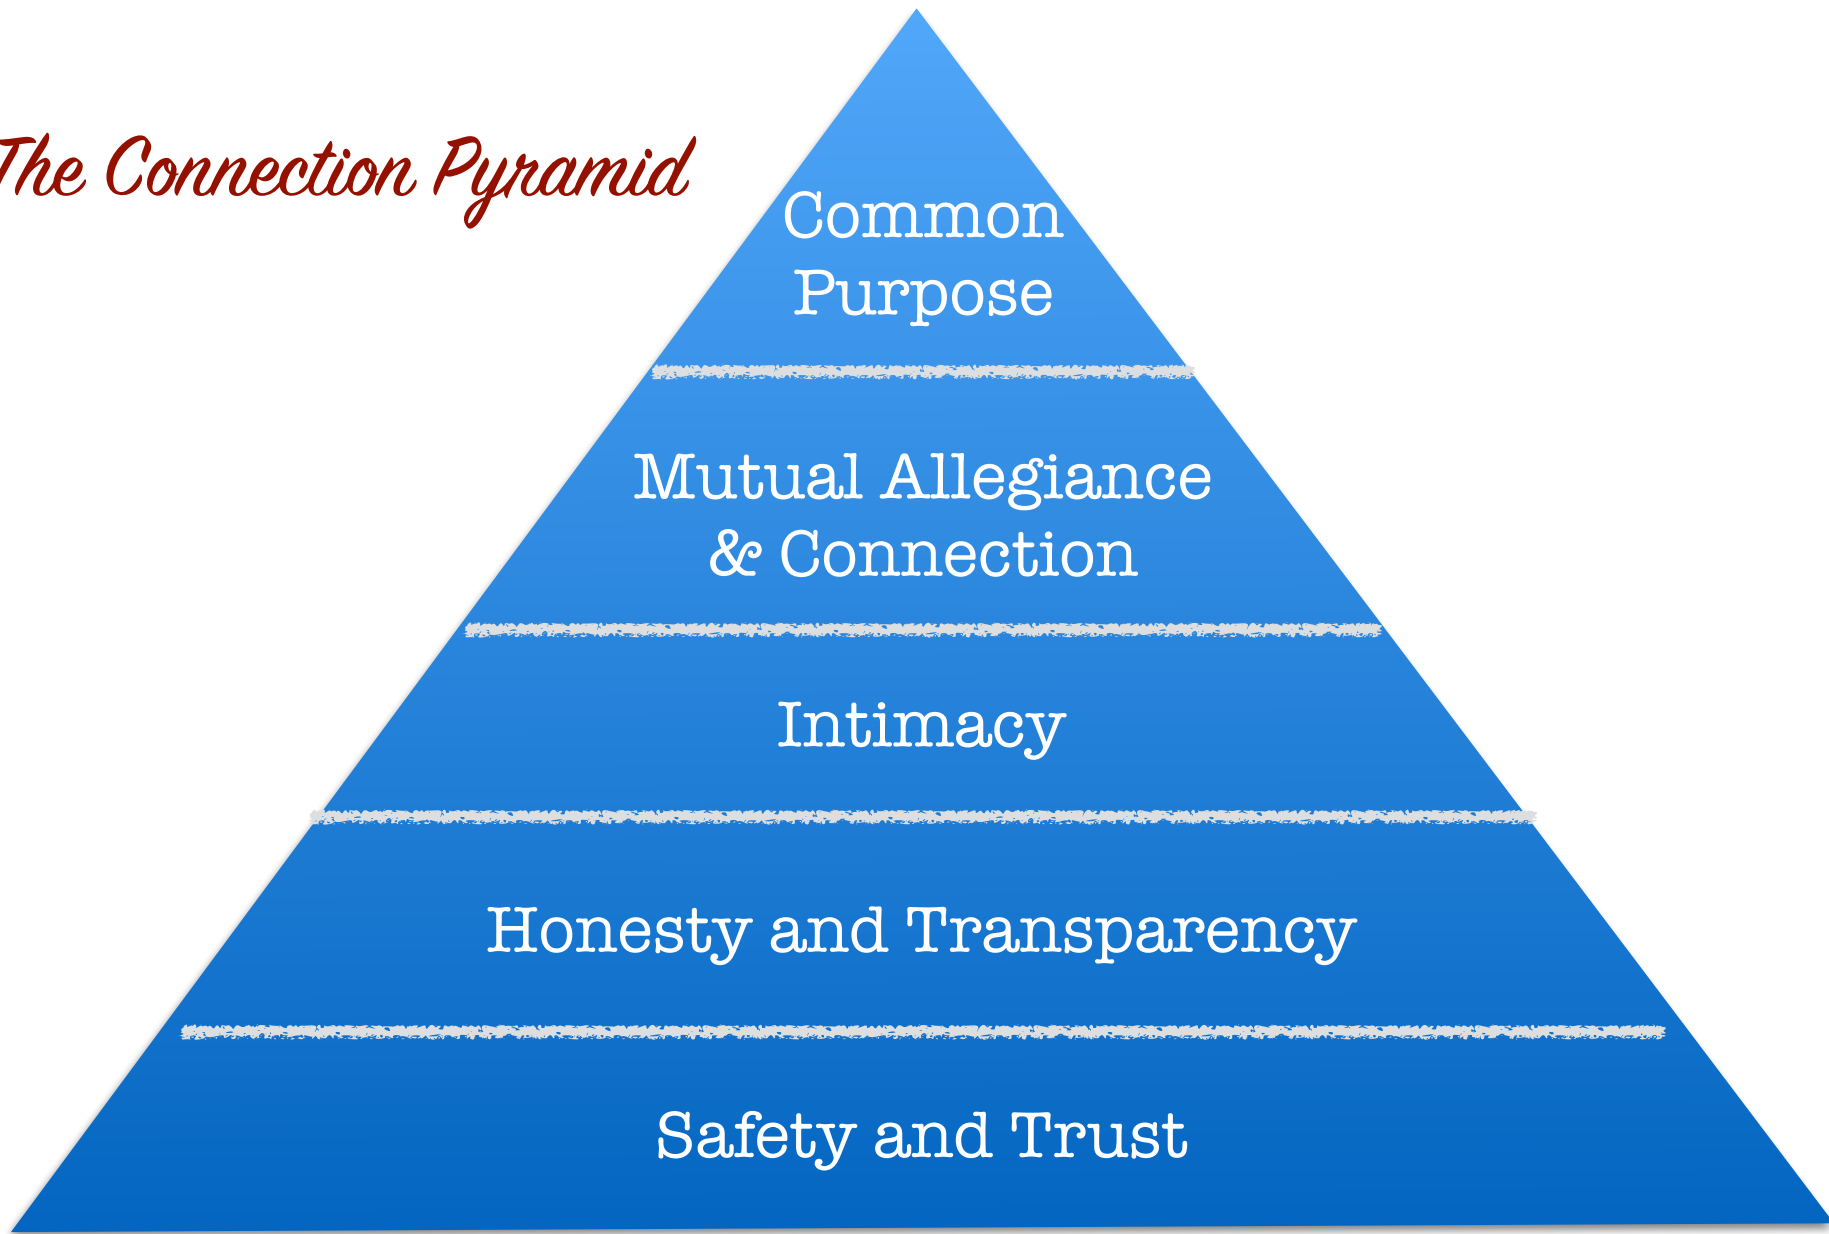 The Connection Pyramid
Common
Purpose
Mutual Allegiance
& Connection
Intimacy
Honesty and Transparency
Safety and Trust